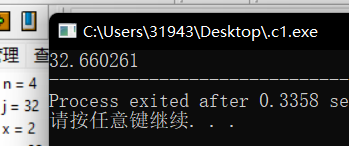 C:\Users\31943\Desktop\.c1.exe
32.660261
管理
n = 4
j = 32
x = 2
Process exited after 0.3358 se
请按任意键继续. . .